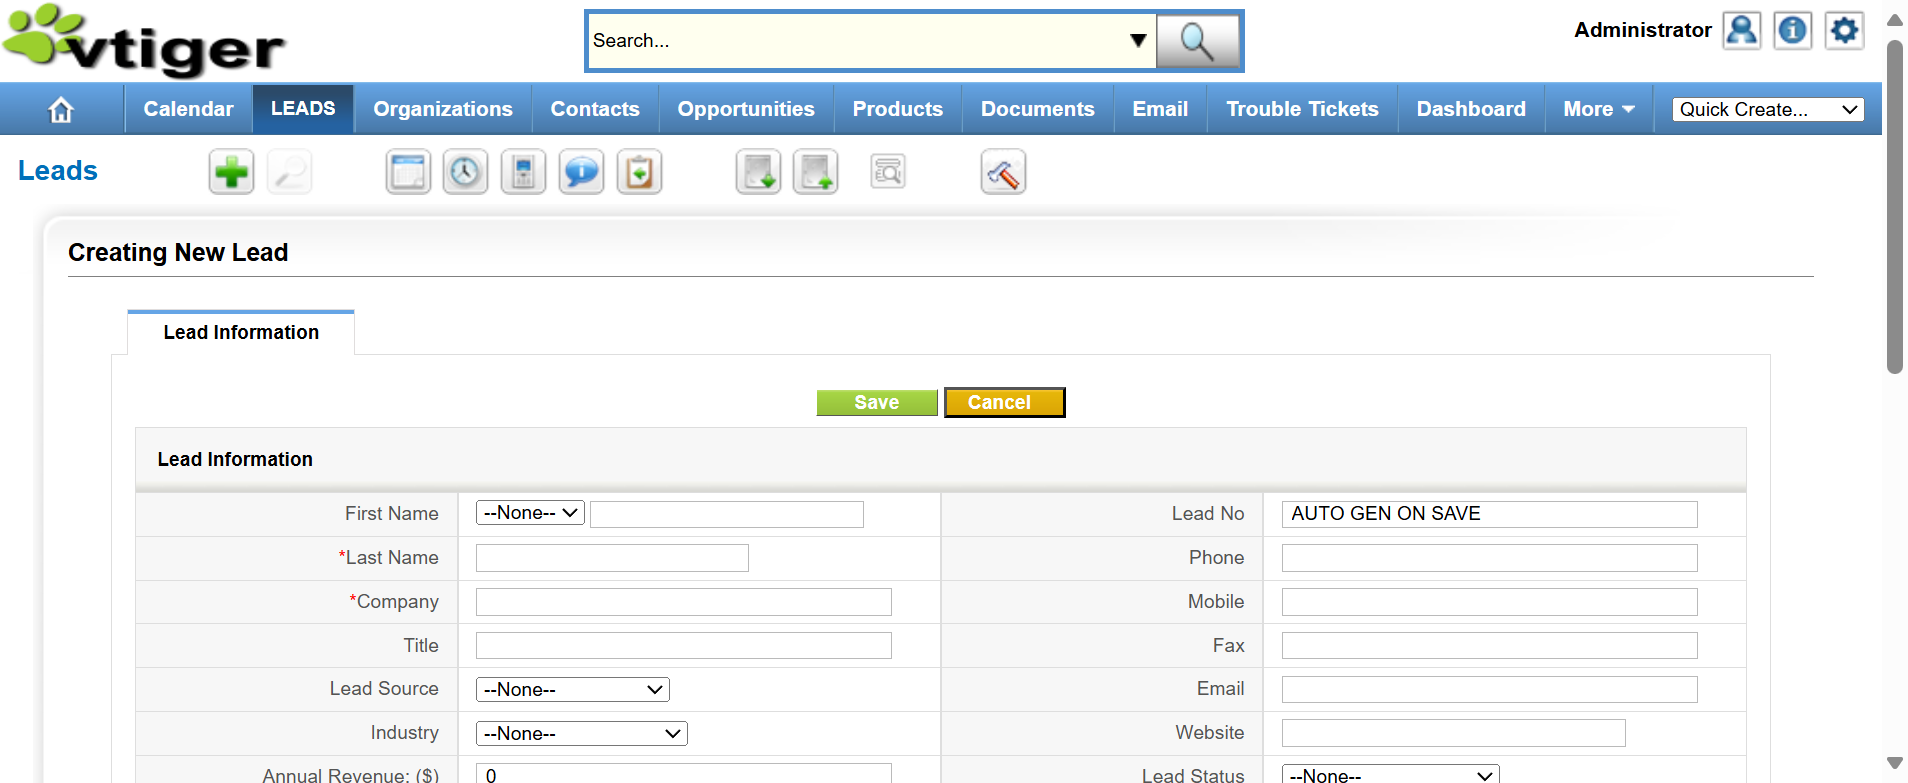 vtiger
Search...
Administrator
Calendar LEADS Organizations Contacts Opportunities Products Documents Email Trouble Tickets Dashboard More Quick Create...
Leads
Creating New Lead
Lead Information
Save Cancel
Lead Information
First Name --None-- Lead No AUTO GEN ON SAVE
*Last Name Phone
*Company Mobile
Title Fax
Lead Source --None-- Email
Industry --None-- Website
Annual Revenue: ($) 0 Lead Status --None--